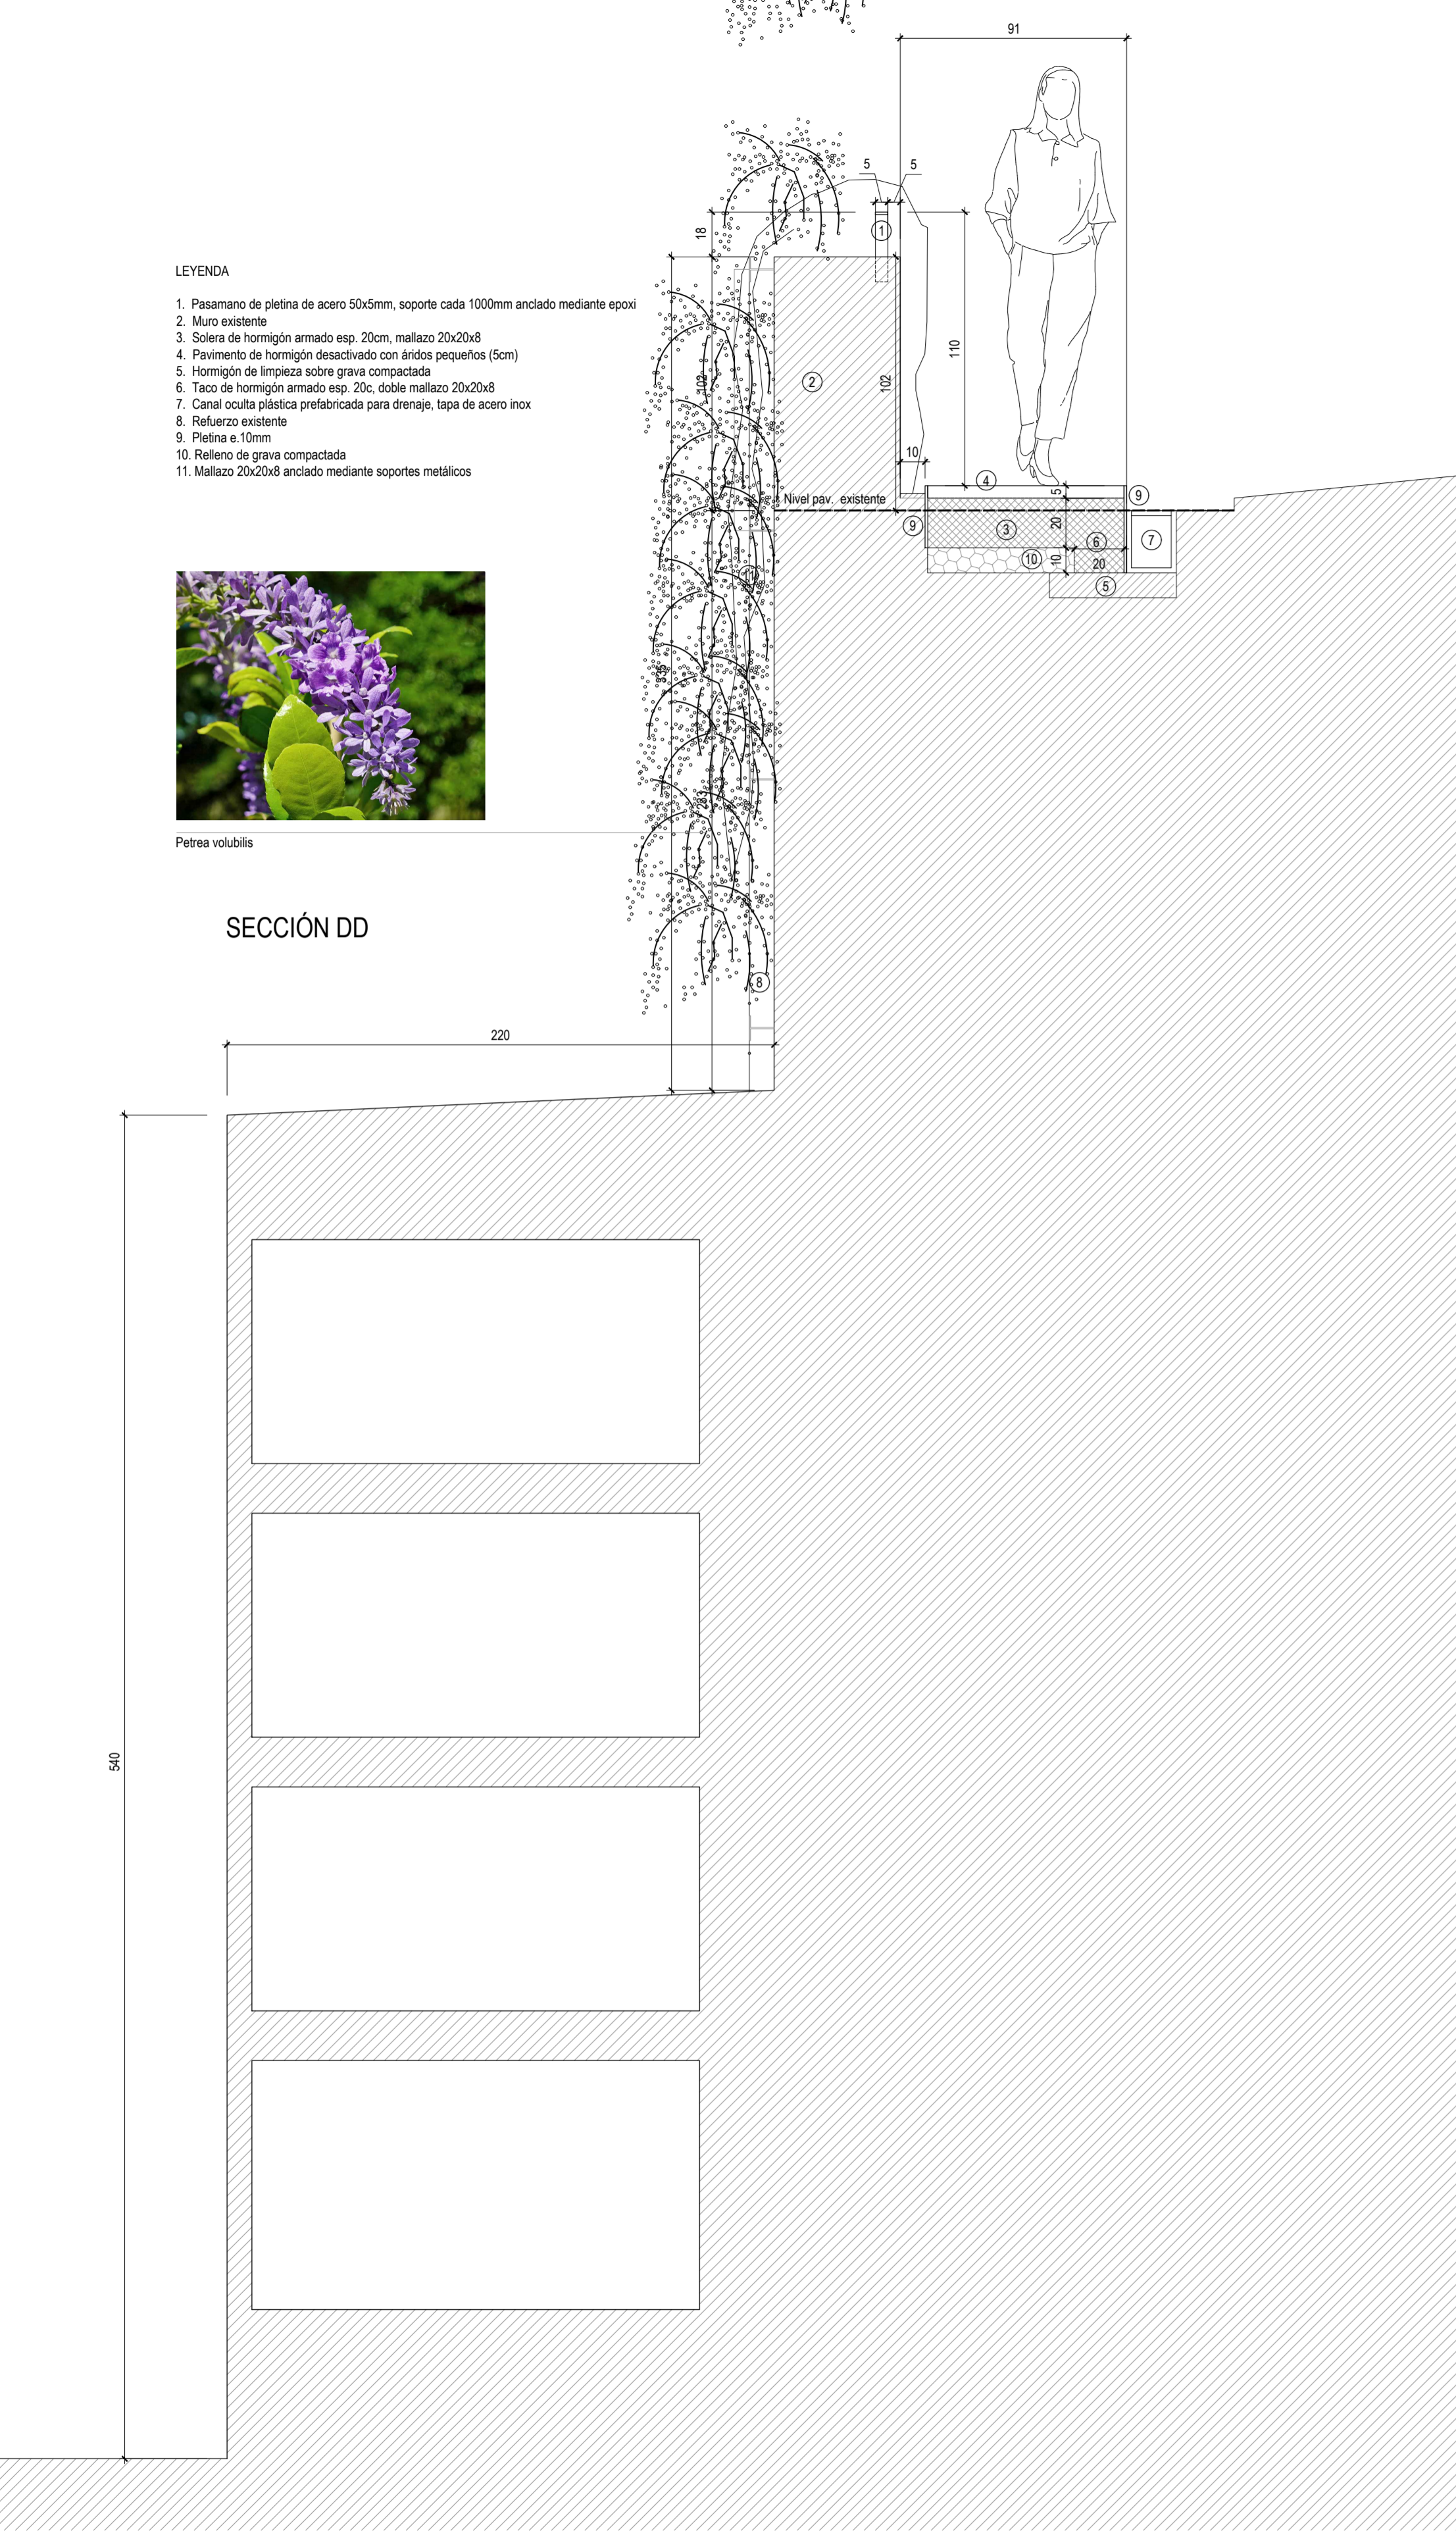 91
5
5
1
18
LEYENDA
1. Pasamano de pletina de acero 50x5mm, soporte cada 1000mm anclado mediante epoxi
2. Muro existente
3. Solera de hormigón armado esp. 20cm, mallazo 20x20x8
4. Pavimento de hormigón desactivado con áridos pequeños (5cm)
5. Hormigón de limpieza sobre grava compactada
6. Taco de hormigón armado esp. 20c, doble mallazo 20x20x8
7. Canal oculta plástica prefabricada para drenaje, tapa de acero inox
8. Refuerzo existente
9. Pletina e.10mm
10. Relleno de grava compactada
11. Mallazo 20x20x8 anclado mediante soportes metálicos
110
102
2
102
10
4
5
9
Nivel pav. existente
9
3
20
6
7
10
10
20
5
11
335
233
Petrea volubilis
SECCIÓN DD
8
220
540